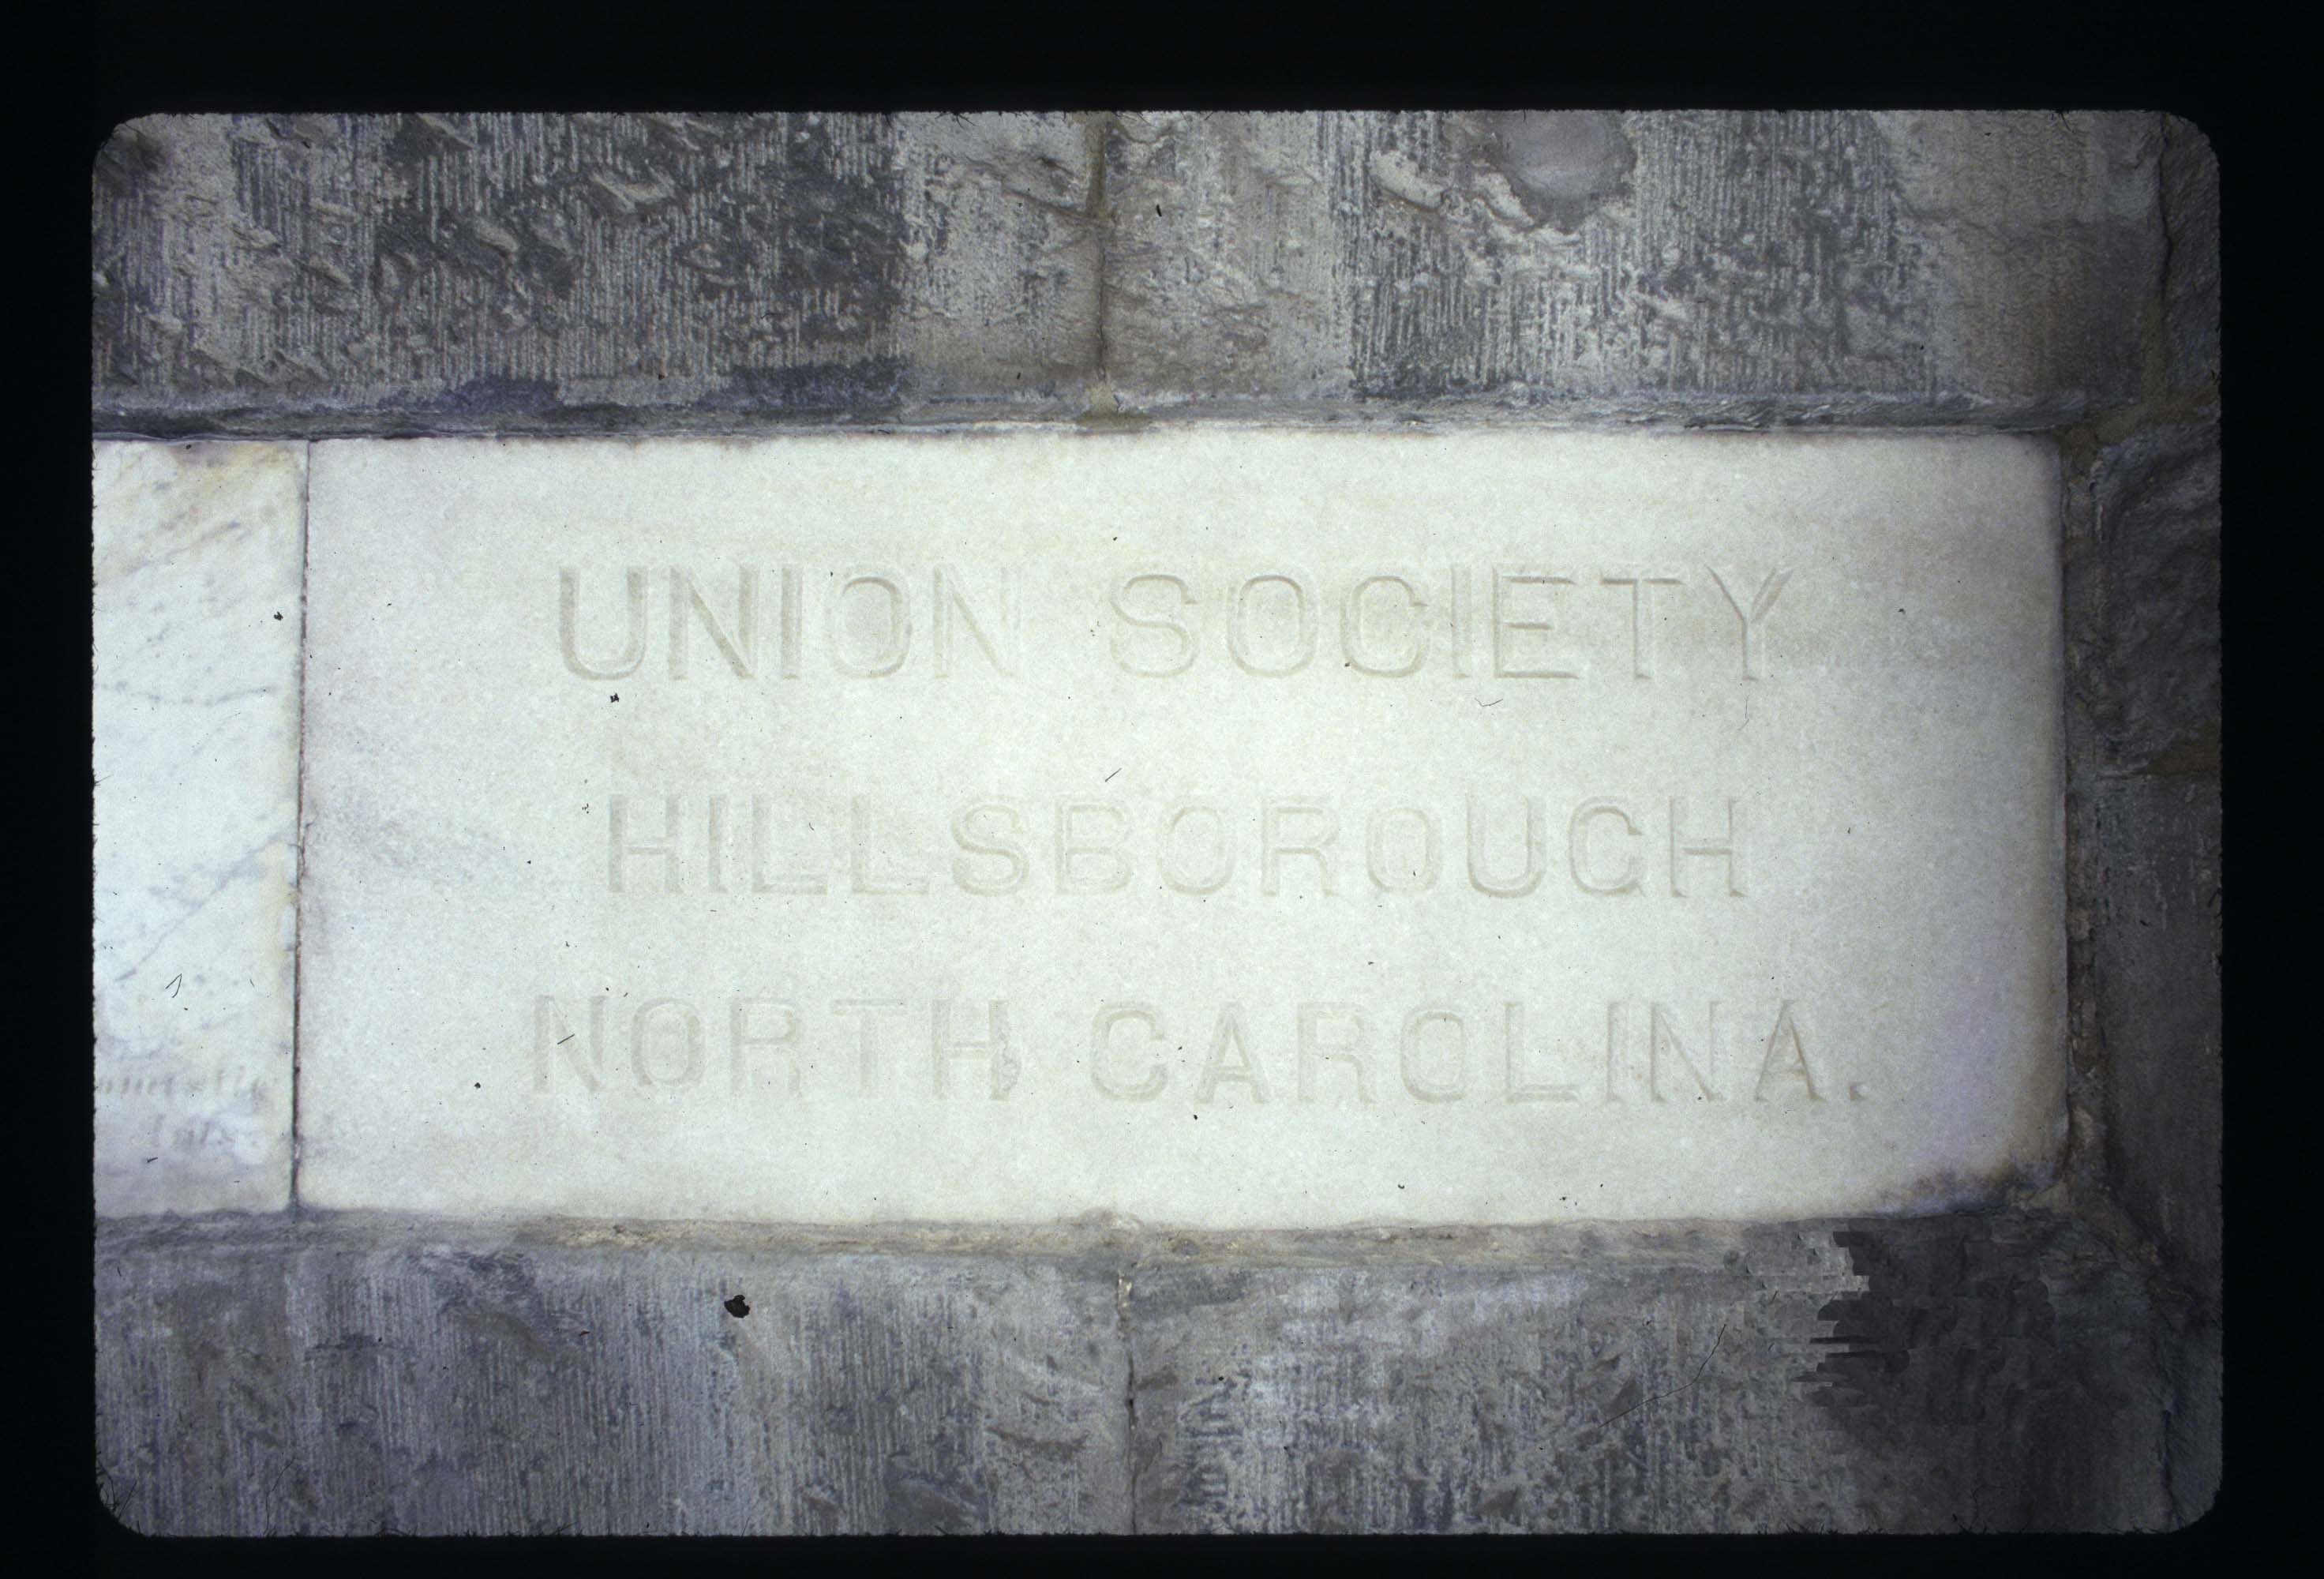 UNION SOCIETY
HILLSBOROUGH
NORTH CAROLINA.